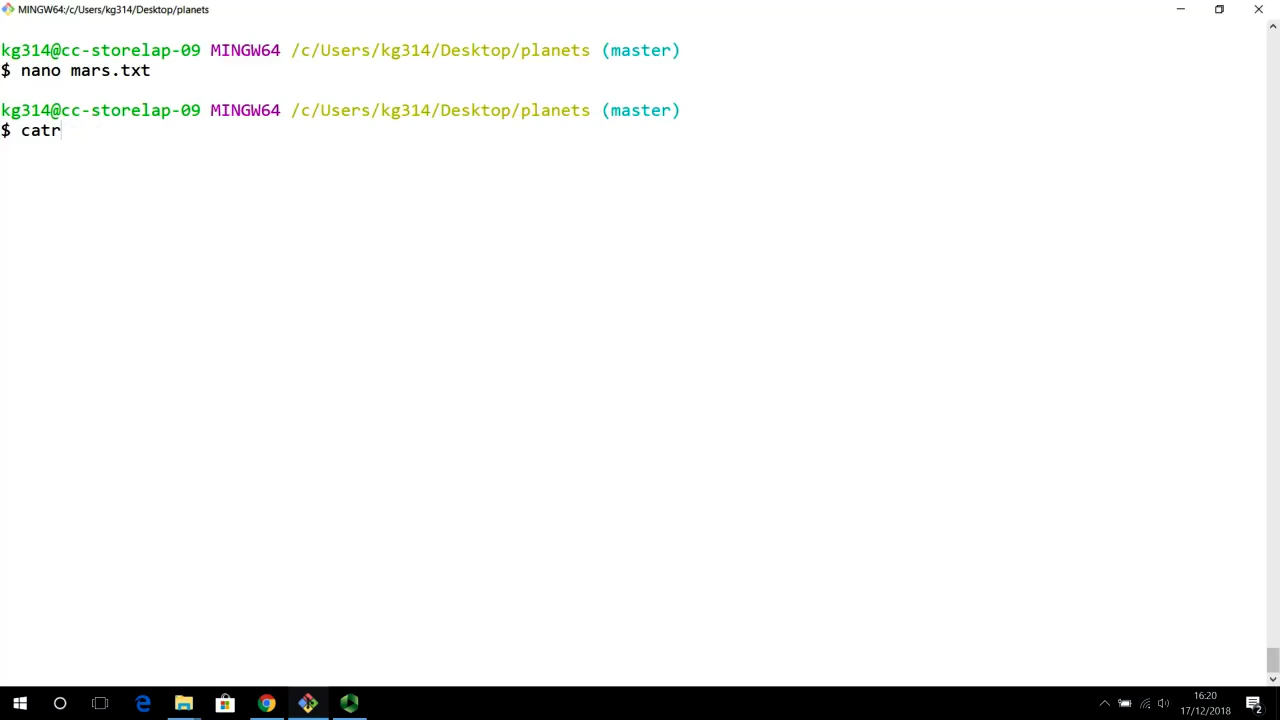 MINGW64:/c/Users/kg314/Desktop/planets
kg314@cc-storelap-09 MINGW64 /c/Users/kg314/Desktop/planets (master)
$ nano mars.txt
kg314@cc-storelap-09 MINGW64 /c/Users/kg314/Desktop/planets (master)
$ catr
16:20
17/12/2018
2